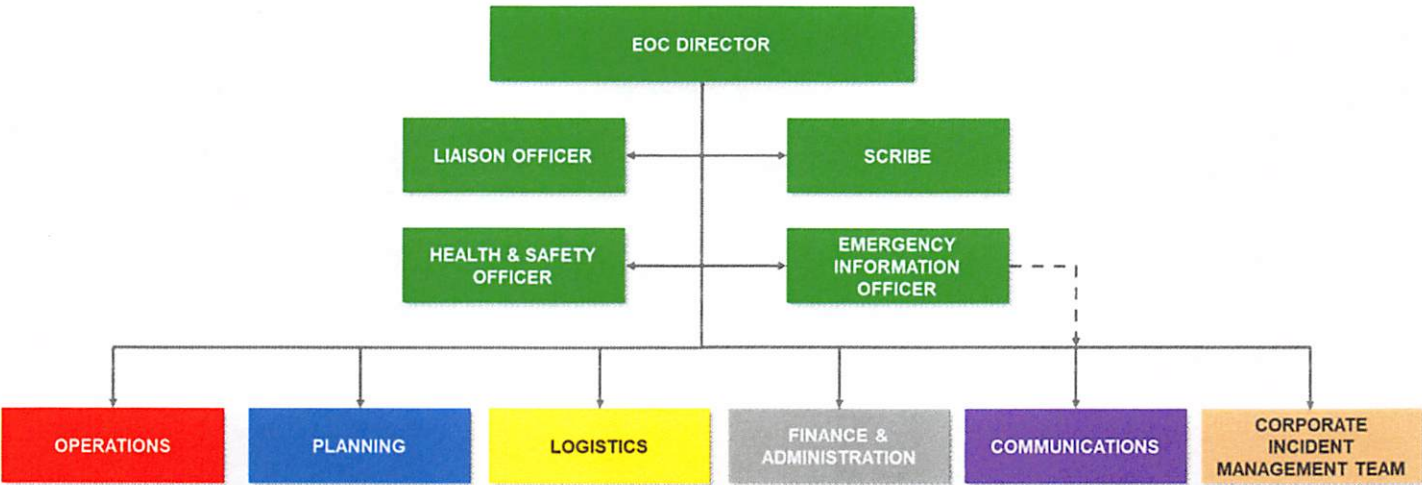 EOC DIRECTOR
LIAISON OFFICER
SCRIBE
HEALTH & SAFETY
OFFICER
EMERGENCY
INFORMATION
OFFICER
OPERATIONS
PLANNING
LOGISTICS
FINANCE &
ADMINISTRATION
COMMUNICATIONS
CORPORATE
INCIDENT
MANAGEMENT TEAM